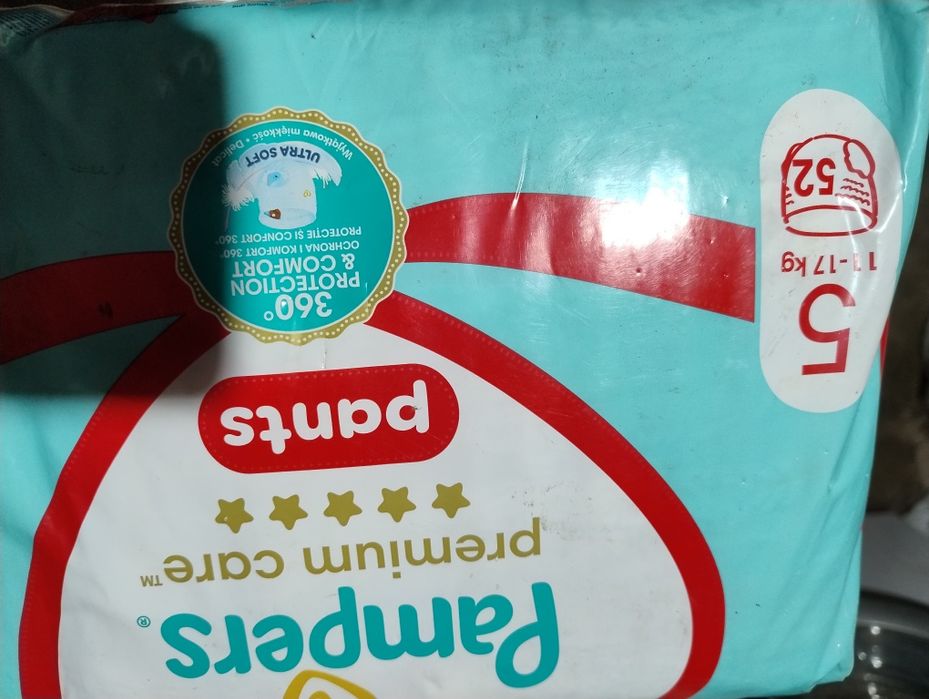 Pampers®
premium care™
pants
360°
PROTECTION
& COMFORT
OCHRONA I KOMFORT 360°
PROTECȚIE ȘI CONFORT 360°
ULTRA SOFT
Wyjątkowa miękkość • Delicat
5
11-17 kg
52